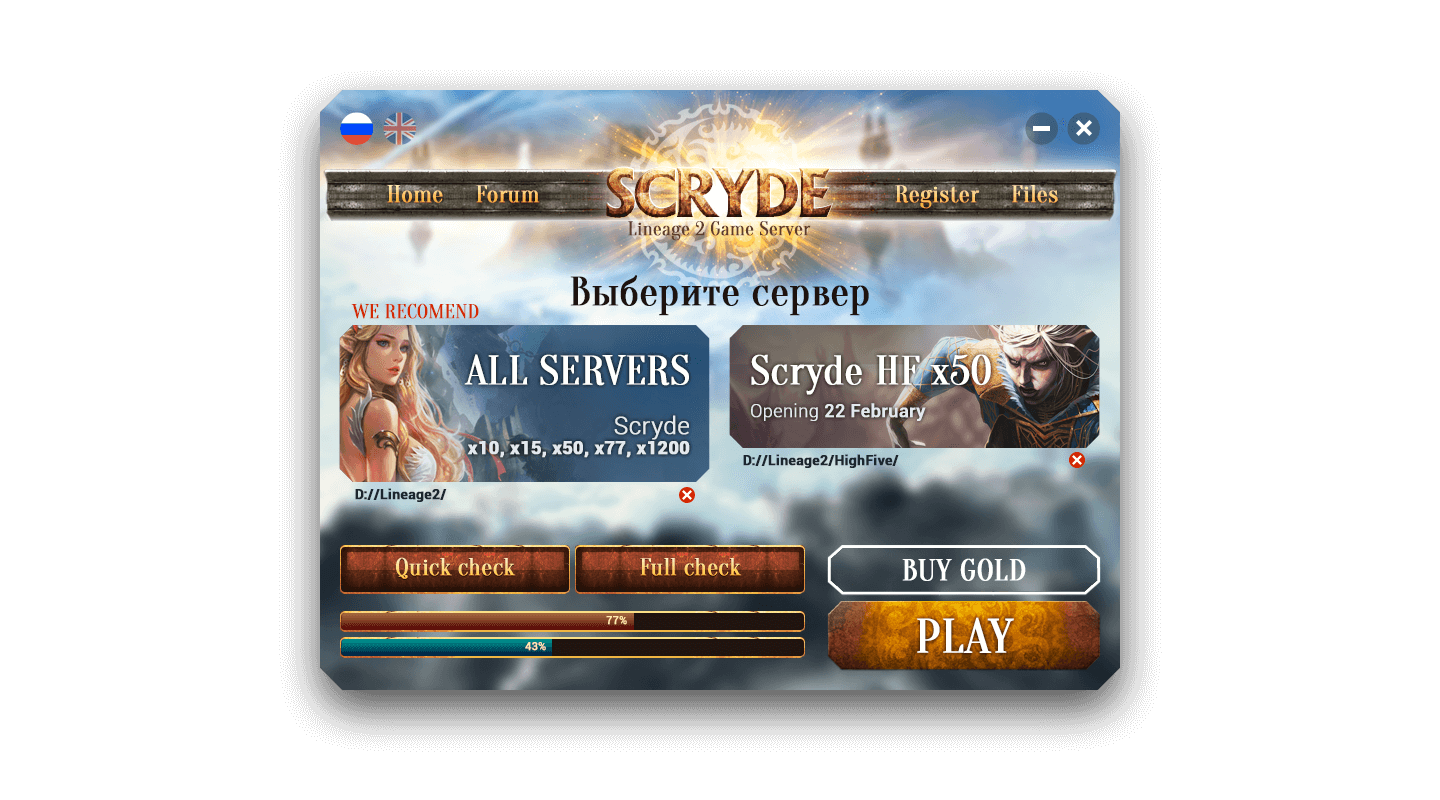 Home
Forum
SCRYDE
Lineage 2 Game Server
Register
Files
Выберите сервер
WE RECOMEND
ALL SERVERS
Scryde
x10, x15, x50, x77, x1200
D://Lineage2/
Scryde HF x50
Opening 22 February
D://Lineage2/HighFive/
Quick check
Full check
77%
43%
BUY GOLD
PLAY